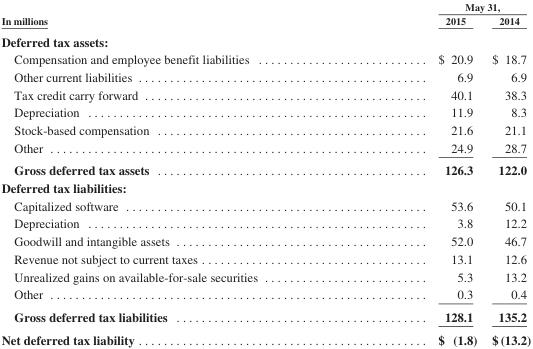 May 31,
In millions 2015 2014
Deferred tax assets:
Compensation and employee benefit liabilities $ 20.9 $ 18.7
Other current liabilities 6.9 6.9
Tax credit carry forward 40.1 38.3
Depreciation 11.9 8.3
Stock-based compensation 21.6 21.1
Other 24.9 28.7
Gross deferred tax assets 126.3 122.0
Deferred tax liabilities:
Capitalized software 53.6 50.1
Depreciation 3.8 12.2
Goodwill and intangible assets 52.0 46.7
Revenue not subject to current taxes 13.1 12.6
Unrealized gains on available-for-sale securities 5.3 13.2
Other 0.3 0.4
Gross deferred tax liabilities 128.1 135.2
Net deferred tax liability $ (1.8) $ (13.2)